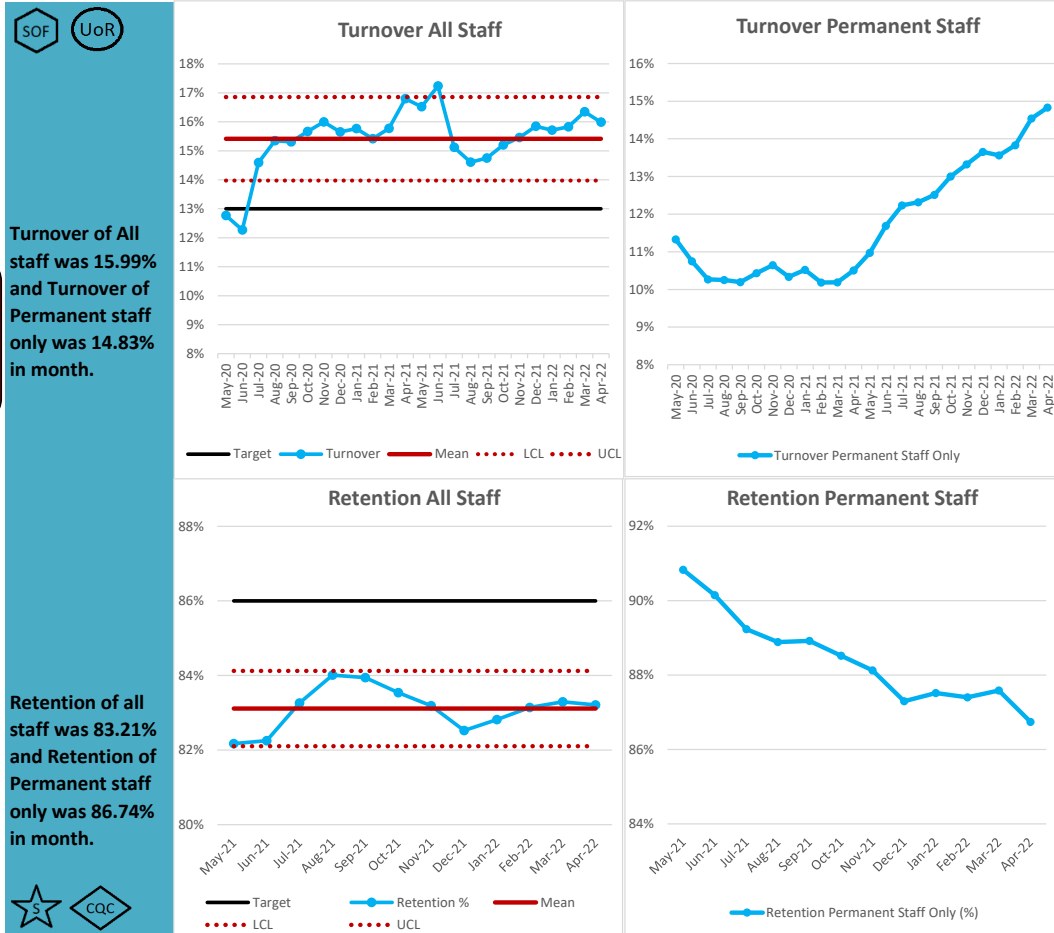 SOF
UoR
Turnover of All
staff was 15.99%
and Turnover of
Permanent staff
only was 14.83%
in month.
Retention of all
staff was 83.21%
and Retention of
Permanent staff
only was 86.74%
in month.
S
CQC
Turnover All Staff
18%
17%
16%
15%
14%
13%
12%
11%
10%
9%
8%
May-20
Jun-20
Jul-20
Aug-20
Sep-20
Oct-20
Nov-20
Dec-20
Jan-21
Feb-21
Mar-21
Apr-21
May-21
Jun-21
Jul-21
Aug-21
Sep-21
Oct-21
Nov-21
Dec-21
Jan-22
Feb-22
Mar-22
Apr-22
Target Turnover Mean LCL UCL
Turnover Permanent Staff
16%
15%
14%
13%
12%
11%
10%
9%
8%
May-20
Jun-20
Jul-20
Aug-20
Sep-20
Oct-20
Nov-20
Dec-20
Jan-21
Feb-21
Mar-21
Apr-21
May-21
Jun-21
Jul-21
Aug-21
Sep-21
Oct-21
Nov-21
Dec-21
Jan-22
Feb-22
Mar-22
Apr-22
Turnover Permanent Staff Only
Retention All Staff
88%
86%
84%
82%
80%
May-21
Jun-21
Jul-21
Aug-21
Sep-21
Oct-21
Nov-21
Dec-21
Jan-22
Feb-22
Mar-22
Apr-22
Target Retention % Mean
LCL UCL
Retention Permanent Staff
92%
90%
88%
86%
84%
May-21
Jun-21
Jul-21
Aug-21
Sep-21
Oct-21
Nov-21
Dec-21
Jan-22
Feb-22
Mar-22
Apr-22
Retention Permanent Staff Only (%)